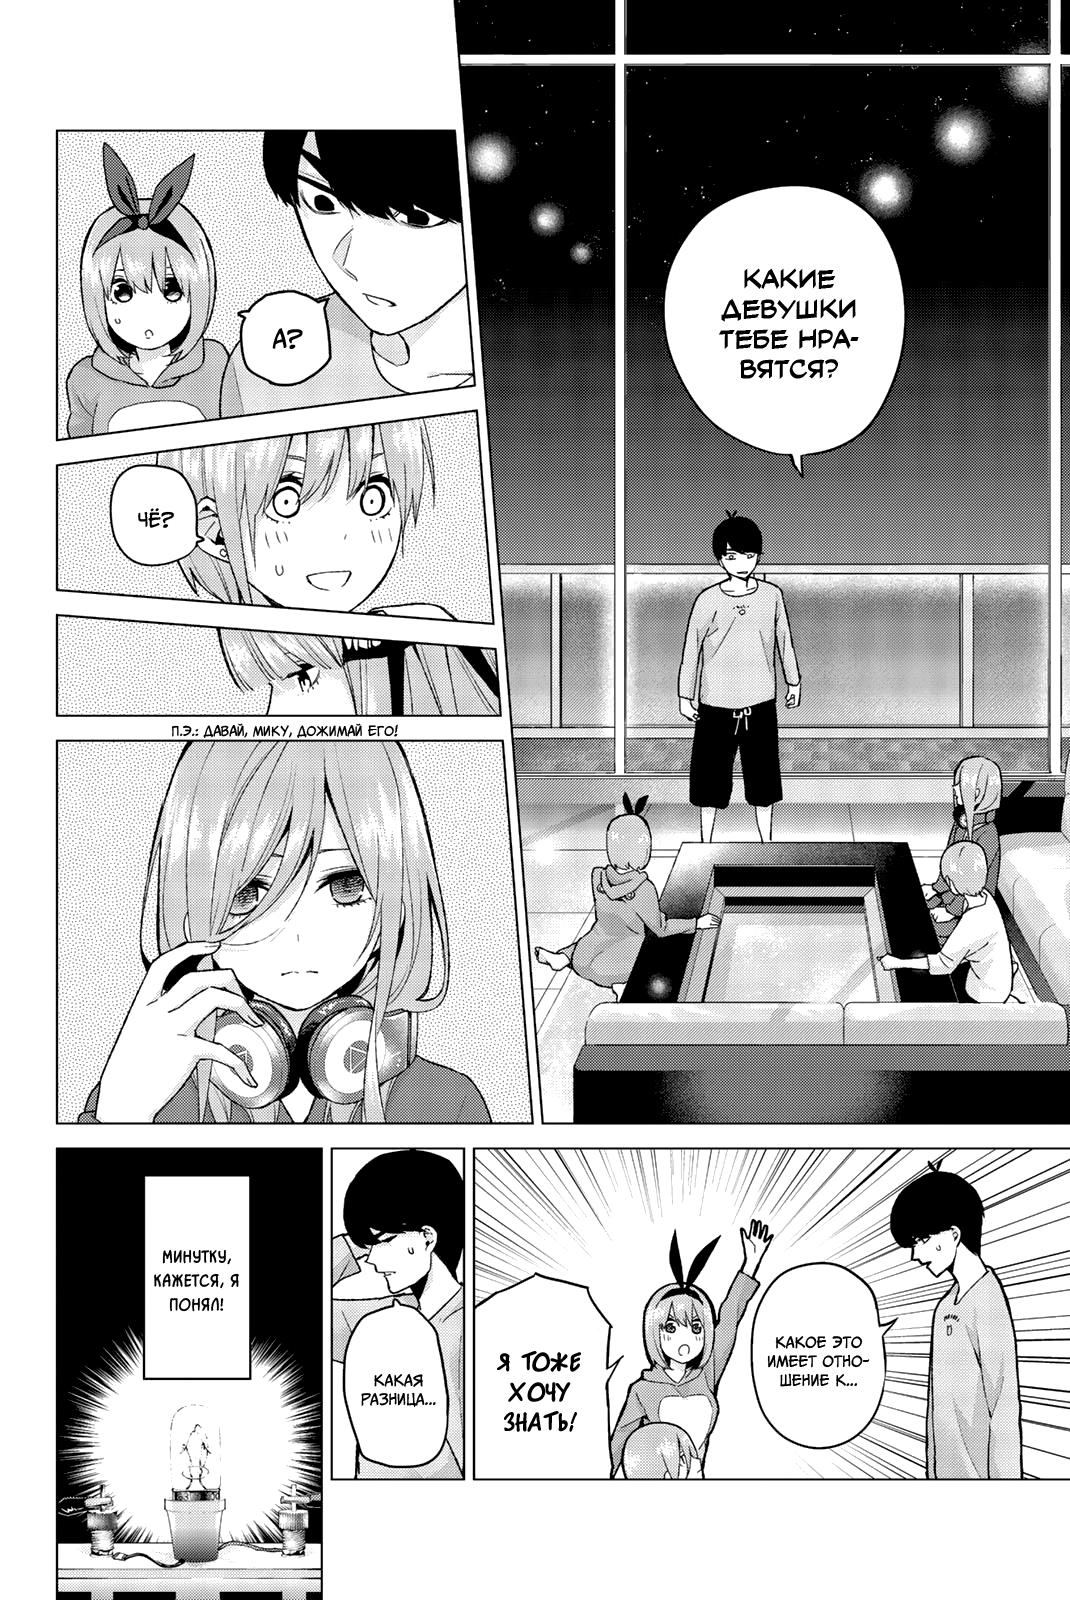 КАКИЕ
ДЕВУШКИ
ТЕБЕ НРА-
ВЯТСЯ?
А?
ЧЁ?
П.Э.: ДАВАЙ, МИКУ, ДОЖИМАЙ ЕГО!
КАКОЕ ЭТО
ИМЕЕТ ОТНО-
ШЕНИЕ К...
Я ТОЖЕ
ХОЧУ
ЗНАТЬ!
КАКАЯ
РАЗНИЦА...
МИНУТКУ,
КАЖЕТСЯ, Я
ПОНЯЛ!